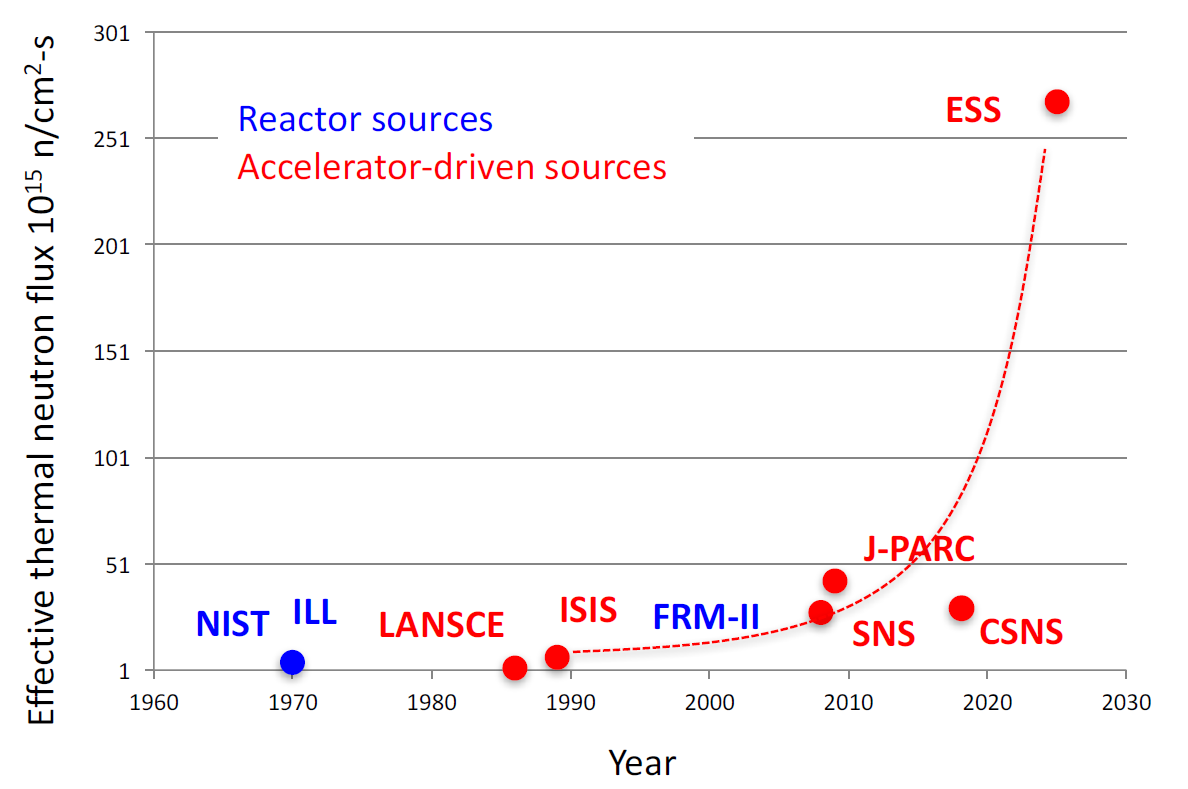 Effective thermal neutron flux 10¹⁵ n/cm²-s
301
251
201
151
101
51
1
Reactor sources
Accelerator-driven sources
ESS
J-PARC
NIST
ILL
LANSCE
ISIS
FRM-II
SNS
CSNS
1960
1970
1980
1990
2000
2010
2020
2030
Year